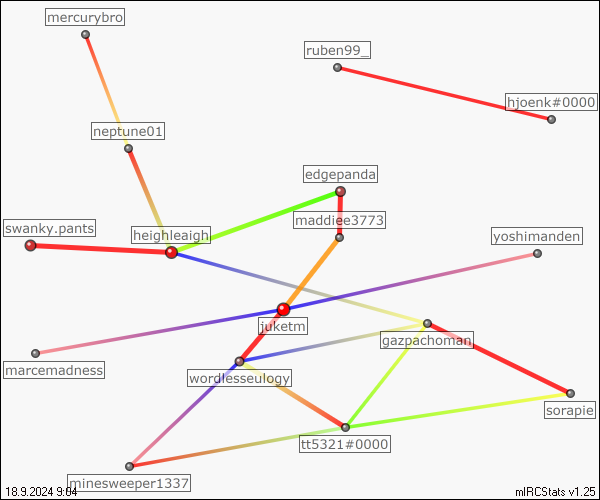 mercurybro
ruben99_
hjoenk#0000
neptune01
edgepanda
maddiee3773
swanky.pants
heighleaigh
yoshimanden
juketm
gazpachoman
marcemadness
wordlesseulogy
sorapie
tt5321#0000
minesweeper1337
18.9.2024 9:04
mIRCStats v1.25